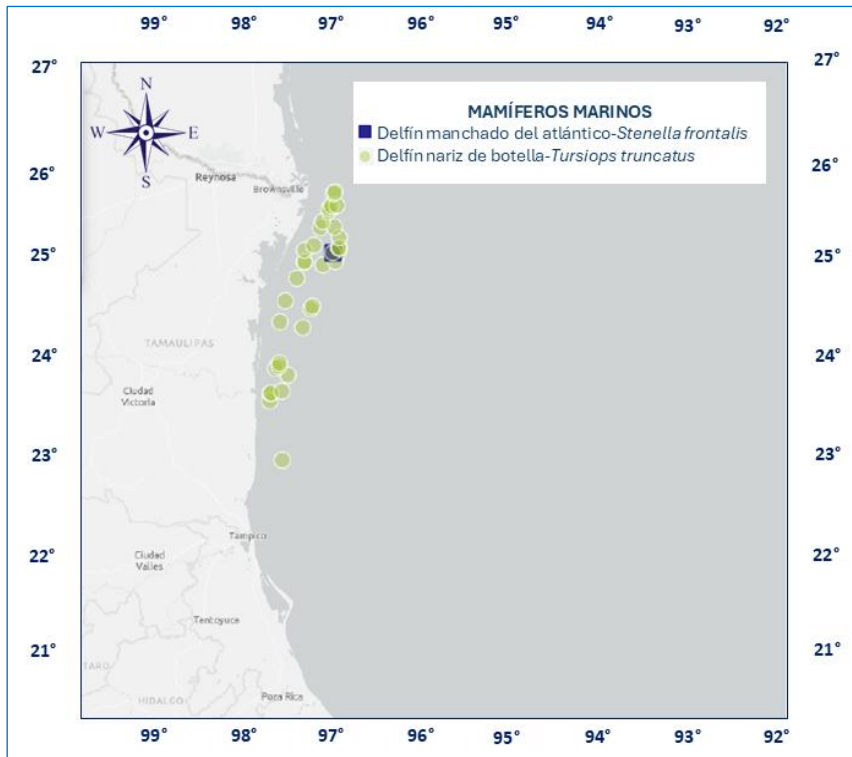 99° 98° 97° 96° 95° 94° 93° 92°
27° 27°
N
MAMÍFEROS MARINOS
W E
Delfín manchado del atlántico-Stenella frontalis
Delfín nariz de botella-Tursiops truncatus
S
26° 26°
Reynosa
Brownsville
25° 25°
TAMAULIPAS
24° 24°
Ciudad
Victoria
23° 23°
Tampico
22° 22°
Ciudad
Valles
Tantoyuca
21° 21°
TARO
HIDALGO
Poza Rica
99° 98° 97° 96° 95° 94° 93° 92°